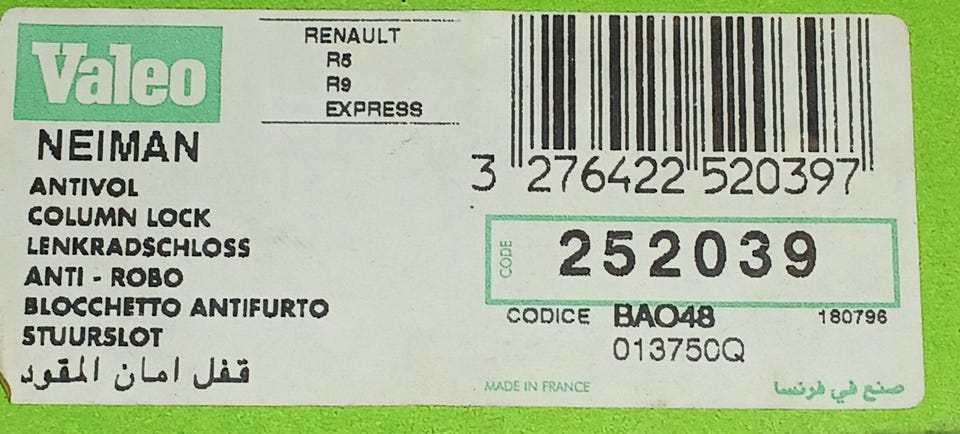 Valeo
NEIMAN
ANTIVOL
COLUMN LOCK
LENKRADSCHLOSS
ANTI - ROBO
BLOCCHETTO ANTIFURTO
STUURSLOT
قفل امان المقود
RENAULT
R5
R9
EXPRESS
3 276422 520397
CODE 252039
CODICE BAO48 180796
013750Q
MADE IN FRANCE
صنع في فرنسا